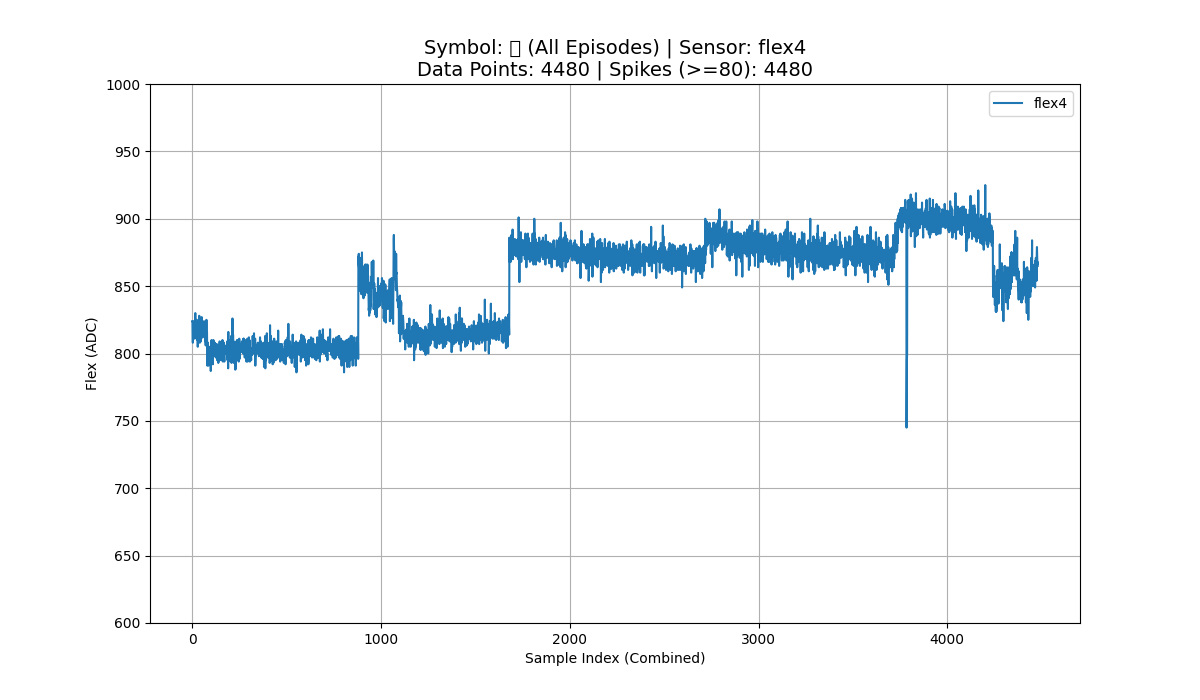 Symbol: (All Episodes) | Sensor: flex4
Data Points: 4480 | Spikes (>=80): 4480
flex4
1000
950
900
850
800
750
700
650
600
Flex (ADC)
0 1000 2000 3000 4000
Sample Index (Combined)